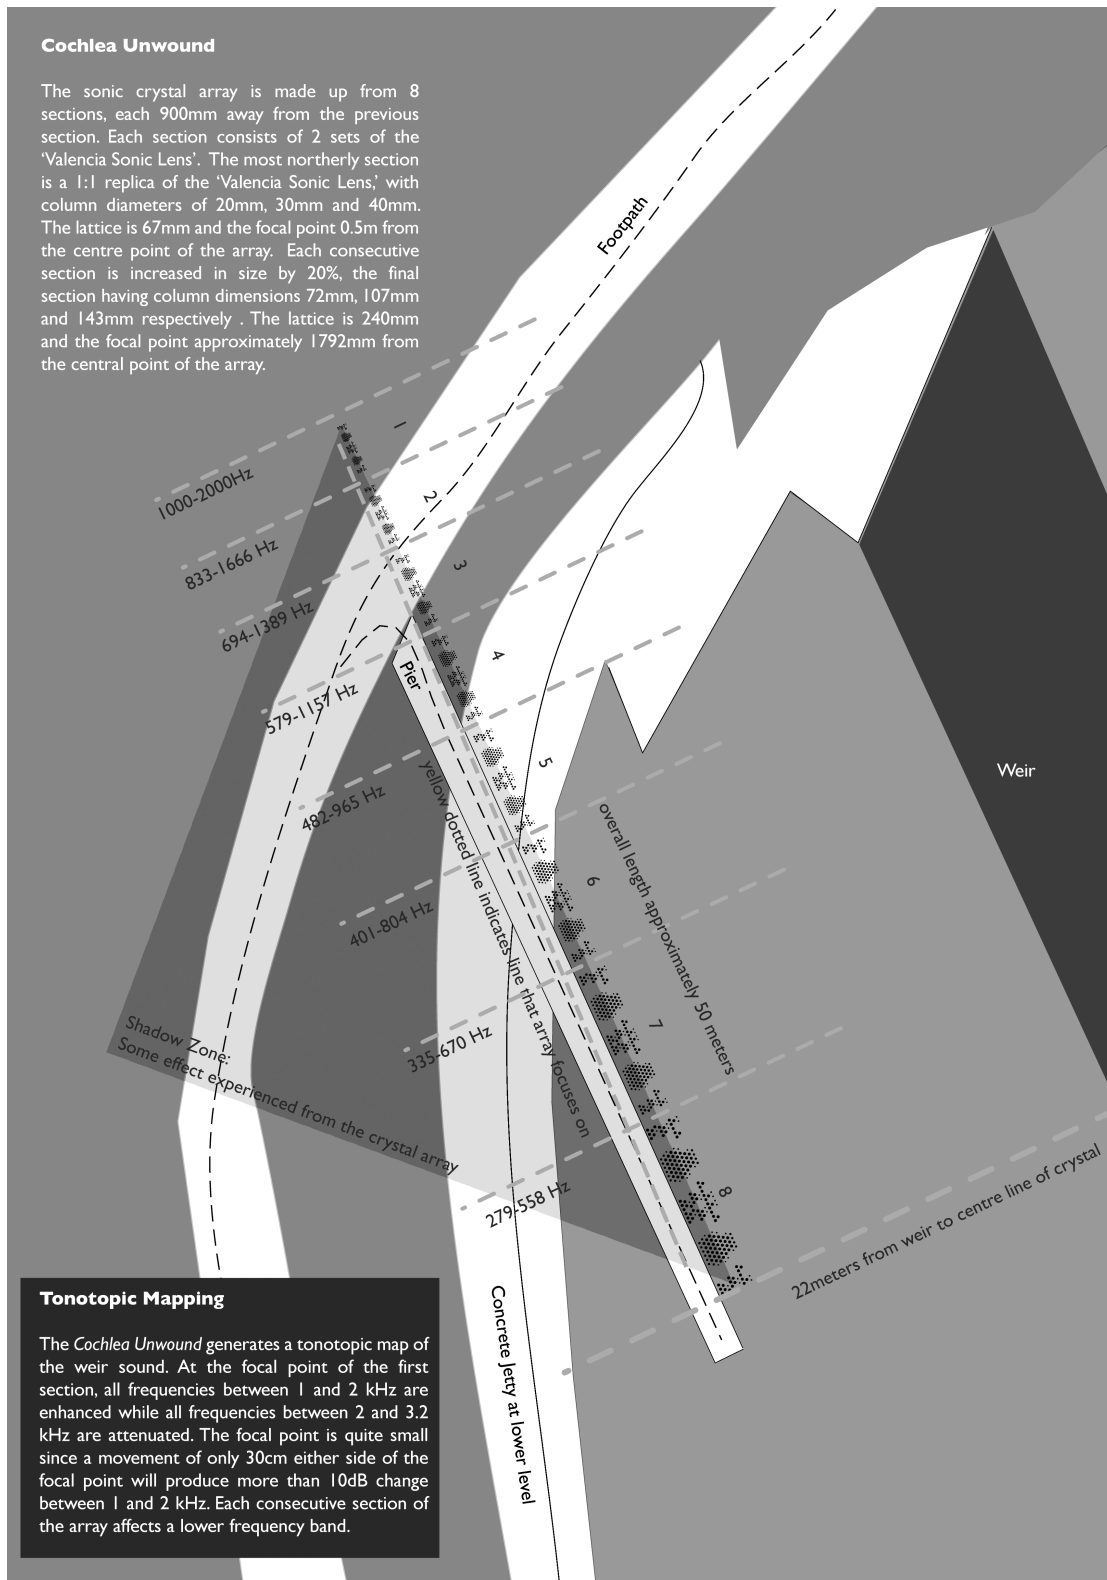 Cochlea Unwound
The sonic crystal array is made up from 8
sections, each 900mm away from the previous
section. Each section consists of 2 sets of the
‘Valencia Sonic Lens’. The most northerly section
is a 1:1 replica of the ‘Valencia Sonic Lens,’ with
column diameters of 20mm, 30mm and 40mm.
The lattice is 67mm and the focal point 0.5m from
the centre point of the array. Each consecutive
section is increased in size by 20%, the final
section having column dimensions 72mm, 107mm
and 143mm respectively . The lattice is 240mm
and the focal point approximately 1792mm from
the central point of the array.
Footpath
1
2
3
4
5
6
7
8
1000-2000Hz
833-1666 Hz
694-1389 Hz
579-1157 Hz
482-965 Hz
401-804 Hz
335-670 Hz
279-558 Hz
Pier
Weir
yellow dotted line indicates line that array focuses on
overall length approximately 50 meters
Shadow Zone:
Some effect experienced from the crystal array
22meters from weir to centre line of crystal
Concrete Jetty at lower level
Tonotopic Mapping
The Cochlea Unwound generates a tonotopic map of
the weir sound. At the focal point of the first
section, all frequencies between 1 and 2 kHz are
enhanced while all frequencies between 2 and 3.2
kHz are attenuated. The focal point is quite small
since a movement of only 30cm either side of the
focal point will produce more than 10dB change
between 1 and 2 kHz. Each consecutive section of
the array affects a lower frequency band.